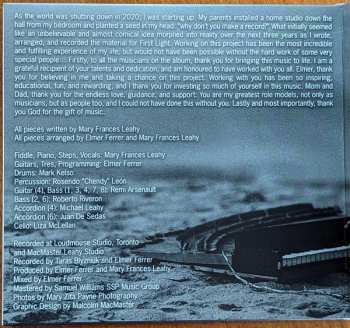 As the world was shutting down in 2020, I was starting up. My parents installed a home studio down the
hall from my bedroom and planted a seed in my head: "why don't you make a record?". What initially seemed
like an unbelievable and almost comical idea morphed into reality over the next three years as I wrote,
arranged, and recorded the material for First Light. Working on this project has been the most incredible
and fulfilling experience of my life; but would not have been possible without the hard work of some very
special people.... Firstly, to all the musicians on the album, thank you for bringing this music to life. I am a
grateful recipient of your talents and dedication, and am honoured to have worked with you all. Elmer, thank
you for believing in me and taking a chance on this project. Working with you has been so inspiring,
educational, fun, and rewarding, and I thank you for investing so much of yourself in this music. Mom and
Dad, thank you for the endless love, guidance, and support. You are my greatest role models, not only as
musicians, but as people too, and I could not have done this without you. Lastly and most importantly, thank
you God for the gift of music.
All pieces written by Mary Frances Leahy
All pieces arranged by Elmer Ferrer and Mary Frances Leahy
Fiddle, Piano, Steps, Vocals: Mary Frances Leahy
Guitars, Tres, Programming: Elmer Ferrer
Drums: Mark Kelso
Percussion: Rosendo "Chendy" León
Guitar (4), Bass (1, 3, 4, 7, 8): Remi Arsenault
Bass (2, 6): Roberto Riveron
Accordion (4): Michael Leahy
Accordion (6): Juan De Sedas
Cello: Liza McLellan
Recorded at Loudmouse Studio, Toronto
and MacMaster Leahy Studio
Recorded by Taras Blyzniuk and Elmer Ferrer
Produced by Elmer Ferrer and Mary Frances Leahy
Mixed by Elmer Ferrer
Mastered by Samuel Williams SSP Music Group
Photos by Mary Zita Payne Photography
Graphic Design by Malcolm MacMaster